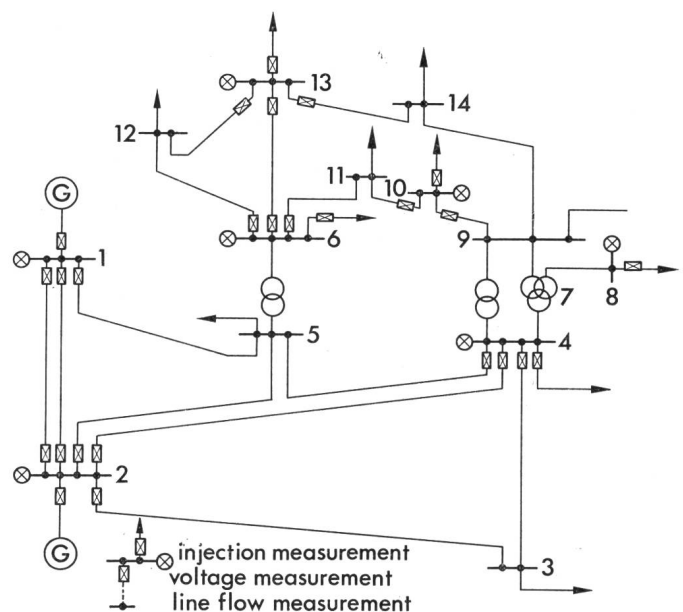 13
14
12
11
10
G
6
9
1
7
8
5
4
2
G
3
injection measurement
voltage measurement
line flow measurement